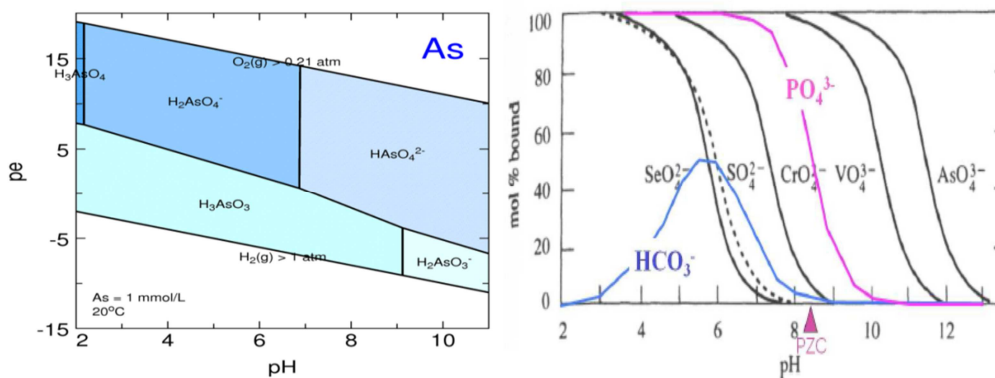 As
15
5
-5
-15
pe
O₂(g) > 0.21 atm
H₃AsO₄
H₂AsO₄⁻
HAsO₄²⁻
H₃AsO₃
H₂(g) > 1 atm
H₂AsO₃⁻
As = 1 mmol/L
20ºC
2 4 6 8 10
pH
100
80
60
40
20
0
mol % bound
PO₄³⁻
SeO₄²⁻ SO₄²⁻ CrO₄²⁻ VO₄³⁻ AsO₄³⁻
HCO₃⁻
2 4 6 8 10 12
PZC
pH